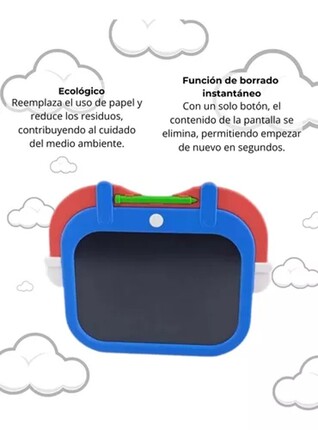 Ecológico
Reemplaza el uso de papel y
reduce los residuos,
contribuyendo al cuidado
del medio ambiente.
Función de borrado
instantáneo
Con un solo botón, el
contenido de la pantalla se
elimina, permitiendo empezar
de nuevo en segundos.